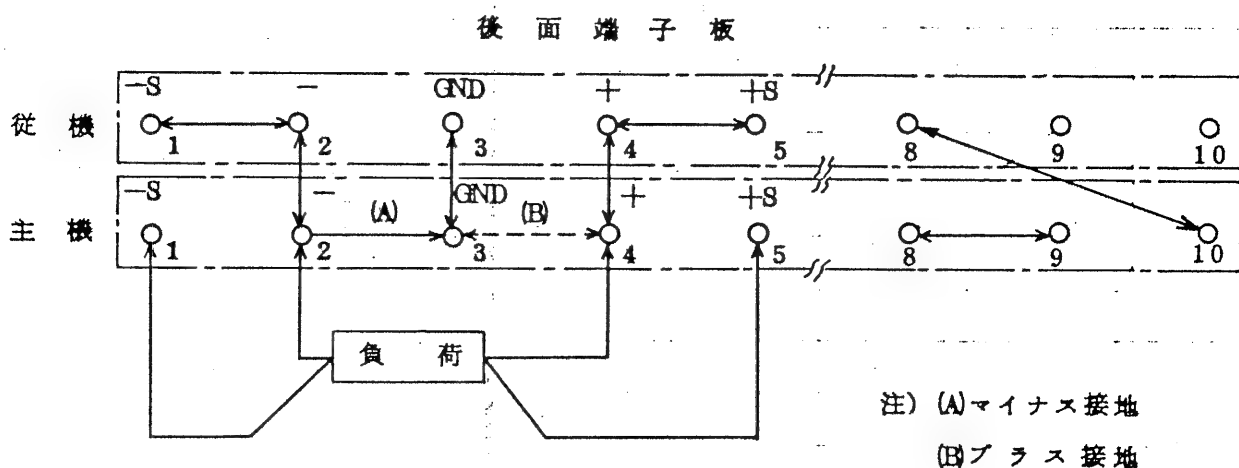 後面端子板
-S - GND + +S
従機
1 2 3 4 5 8 9 10
-S - GND + +S
(A) (B)
主機
1 2 3 4 5 8 9 10
負荷
注) (A)マイナス接地
(B)プラス接地